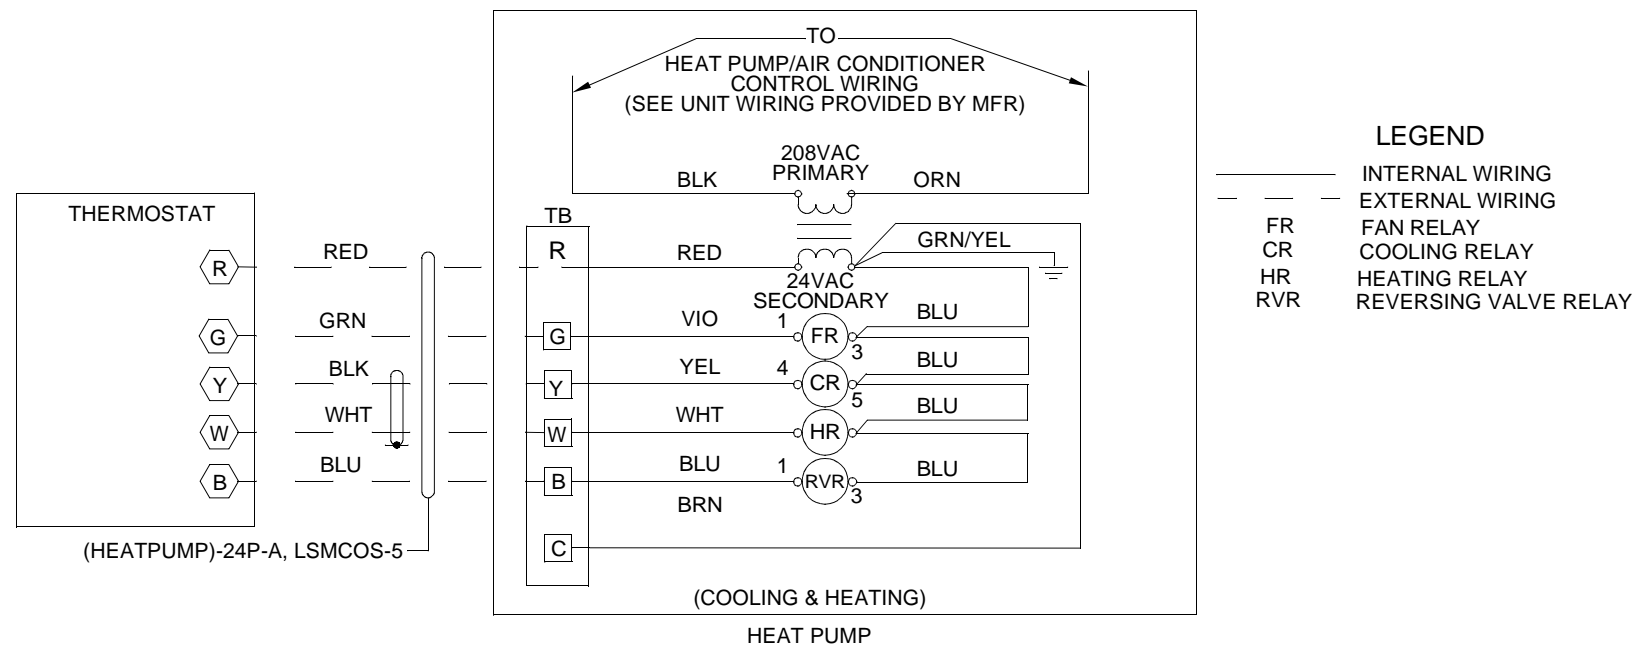 TO
HEAT PUMP/AIR CONDITIONER
CONTROL WIRING
(SEE UNIT WIRING PROVIDED BY MFR)
208VAC
PRIMARY
BLK
ORN
THERMOSTAT
TB
R
RED
R
RED
GRN/YEL
24VAC
SECONDARY
G
GRN
G
VIO
1
FR
3
BLU
Y
BLK
Y
YEL
4
CR
5
BLU
W
WHT
W
WHT
HR
BLU
B
BLU
B
BLU
1
RVR
3
BLU
BRN
C
(HEATPUMP)-24P-A, LSMCOS-5
(COOLING & HEATING)
HEAT PUMP
LEGEND
INTERNAL WIRING
EXTERNAL WIRING
FR FAN RELAY
CR COOLING RELAY
HR HEATING RELAY
RVR REVERSING VALVE RELAY